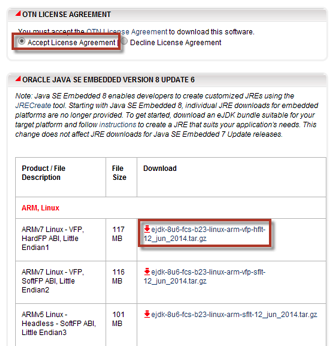 OTN LICENSE AGREEMENT
You must accept the OTN License Agreement to download this software.
Accept License Agreement Decline License Agreement
ORACLE JAVA SE EMBEDDED VERSION 8 UPDATE 6
Note: Java SE Embedded 8 enables developers to create customized JREs using the
JRECreate tool. Starting with Java SE Embedded 8, individual JRE downloads for embedded
platforms are no longer provided. To get started, download an eJDK bundle suitable for your
target platform and follow instructions to create a JRE that suits your application's needs. This
change does not affect JRE downloads for Java SE Embedded 7 Update releases.
Product / File Description
File Size
Download
ARM, Linux
ARMv7 Linux - VFP, HardFP ABI, Little Endian1
117 MB
ejdk-8u6-fcs-b23-linux-arm-vfp-hflt-
12_jun_2014.tar.gz
ARMv7 Linux - VFP, SoftFP ABI, Little Endian2
116 MB
ejdk-8u6-fcs-b23-linux-arm-vfp-sflt-
12_jun_2014.tar.gz
ARMv5 Linux - Headless - SoftFP ABI, Little Endian3
101 MB
ejdk-8u6-fcs-b23-linux-arm-sflt-12_jun_2014.tar.gz